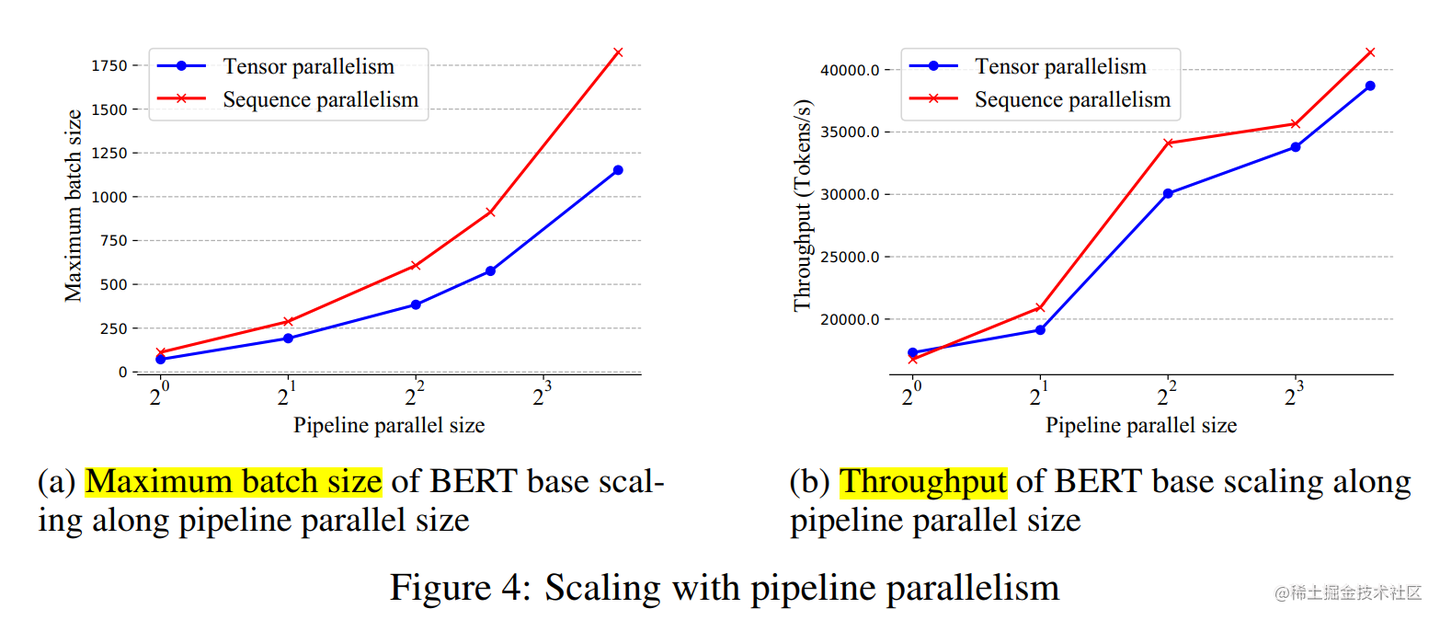 Tensor parallelism
Sequence parallelism
Maximum batch size
1750
1500
1250
1000
750
500
250
0
2^0 2^1 2^2 2^3
Pipeline parallel size
(a) Maximum batch size of BERT base scal-
ing along pipeline parallel size
Tensor parallelism
Sequence parallelism
Throughput (Tokens/s)
40000.0
35000.0
30000.0
25000.0
20000.0
2^0 2^1 2^2 2^3
Pipeline parallel size
(b) Throughput of BERT base scaling along
pipeline parallel size
Figure 4: Scaling with pipeline parallelism
@稀土掘金技术社区